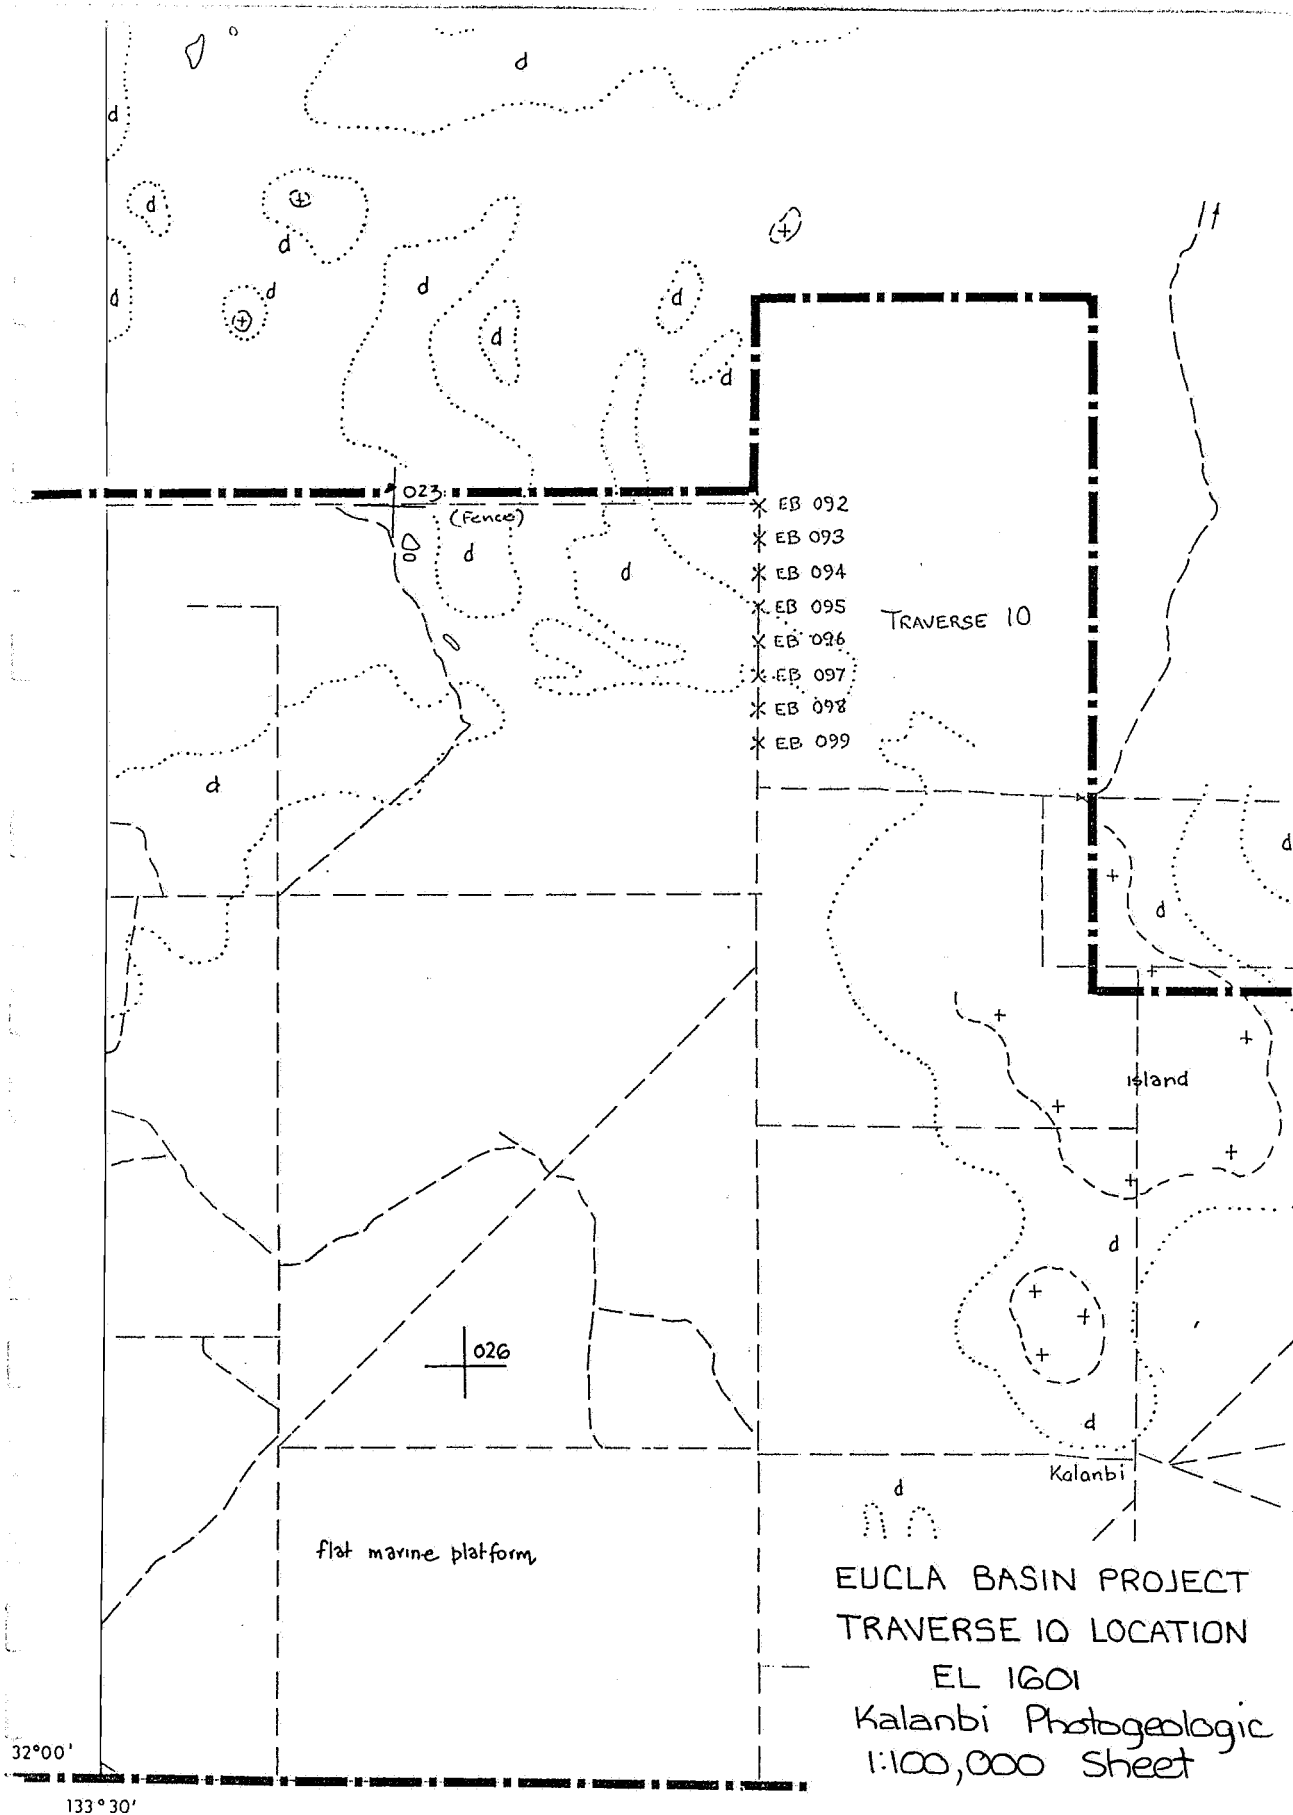 d
d
d
d
d
d
d
d
d
d
d
023
(Fence)
EB 092
EB 093
d
d
EB 094
EB 095
TRAVERSE 10
EB 096
EB 097
EB 098
EB 099
d
d
d
island
d
026
d
Kalanbi
d
flat marine platform
EUCLA BASIN PROJECT
TRAVERSE 10 LOCATION
EL 1601
Kalanbi Photogeologic
1:100,000 Sheet
32°00'
133°30'